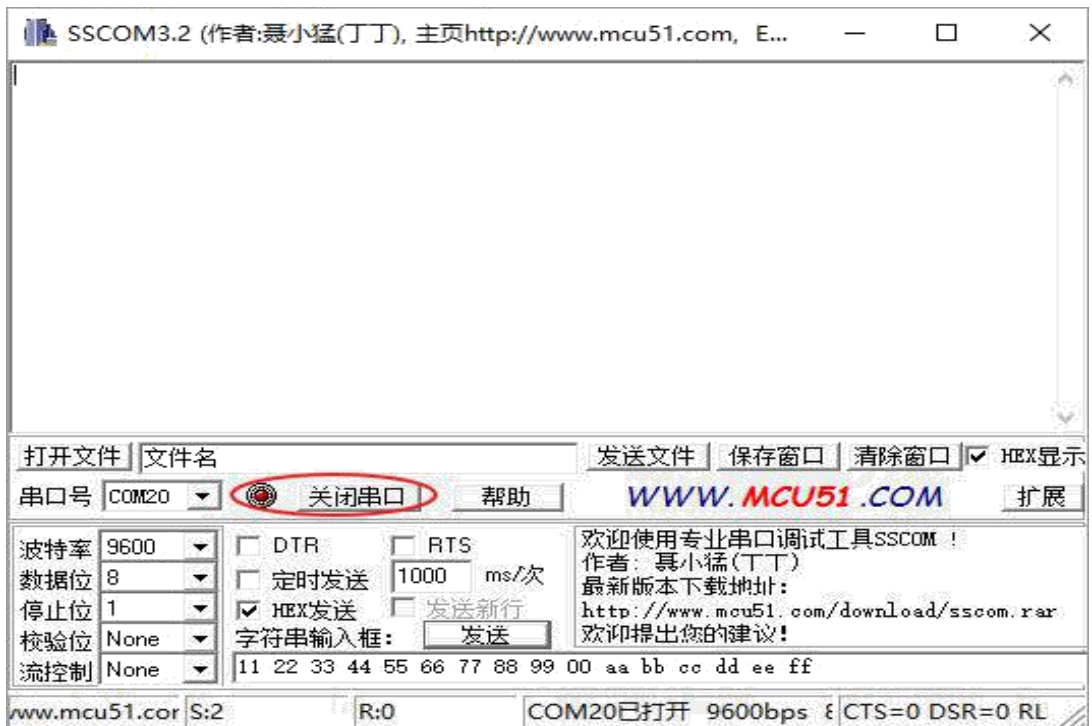 SSCOM3.2 (作者:聂小猛(丁丁), 主页http://www.mcu51.com, E...
打开文件 文件名 发送文件 保存窗口 清除窗口 HEX显示
串口号 COM20 关闭串口 帮助 WWW.MCU51.COM 扩展
波特率 9600 DTR RTS
数据位 8 定时发送 1000 ms/次
停止位 1 HEX发送 发送新行
校验位 None 字符串输入框: 发送
流控制 None 11 22 33 44 55 66 77 88 99 00 aa bb cc dd ee ff
欢迎使用专业串口调试工具SSCOM !
作者: 聂小猛(丁丁)
最新版本下载地址:
http://www.mcu51.com/download/sscom.rar
欢迎提出您的建议!
www.mcu51.cor S:2 R:0 COM20已打开 9600bps 8 CTS=0 DSR=0 RL